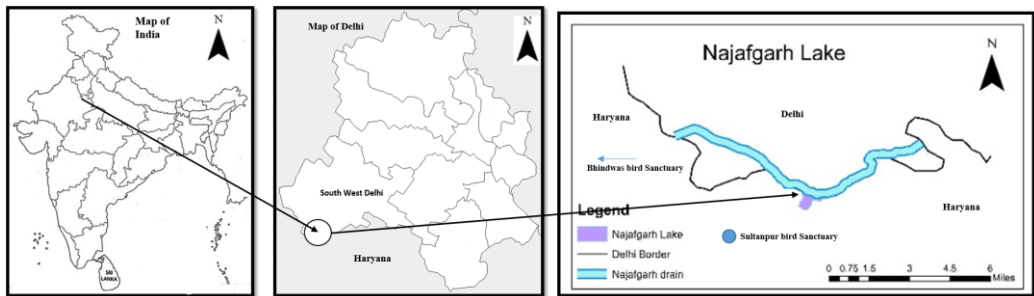 Map of
India
N
SRI
LANKA
Map of Delhi
N
South West Delhi
Haryana
Najafgarh Lake
N
Haryana
Delhi
Bhindwas bird Sanctuary
Haryana
Legend
Najafgarh Lake
Delhi Border
Najafgarh drain
Sultanpur bird Sanctuary
0 0.75 1.5 3 4.5 6
Miles